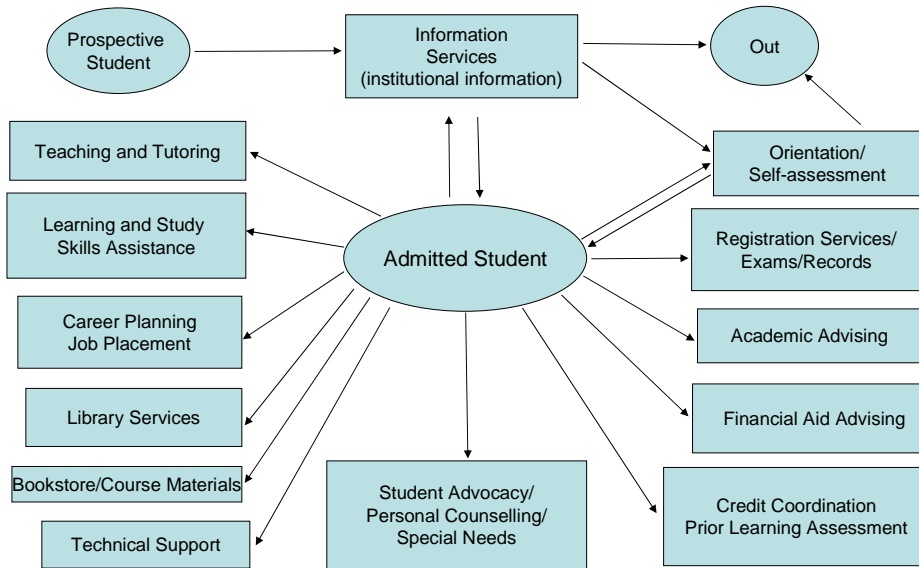 Prospective
Student
Information
Services
(institutional information)
Out
Teaching and Tutoring
Orientation/
Self-assessment
Learning and Study
Skills Assistance
Admitted Student
Registration Services/
Exams/Records
Career Planning
Job Placement
Academic Advising
Library Services
Financial Aid Advising
Bookstore/Course Materials
Student Advocacy/
Personal Counselling/
Special Needs
Credit Coordination
Prior Learning Assessment
Technical Support